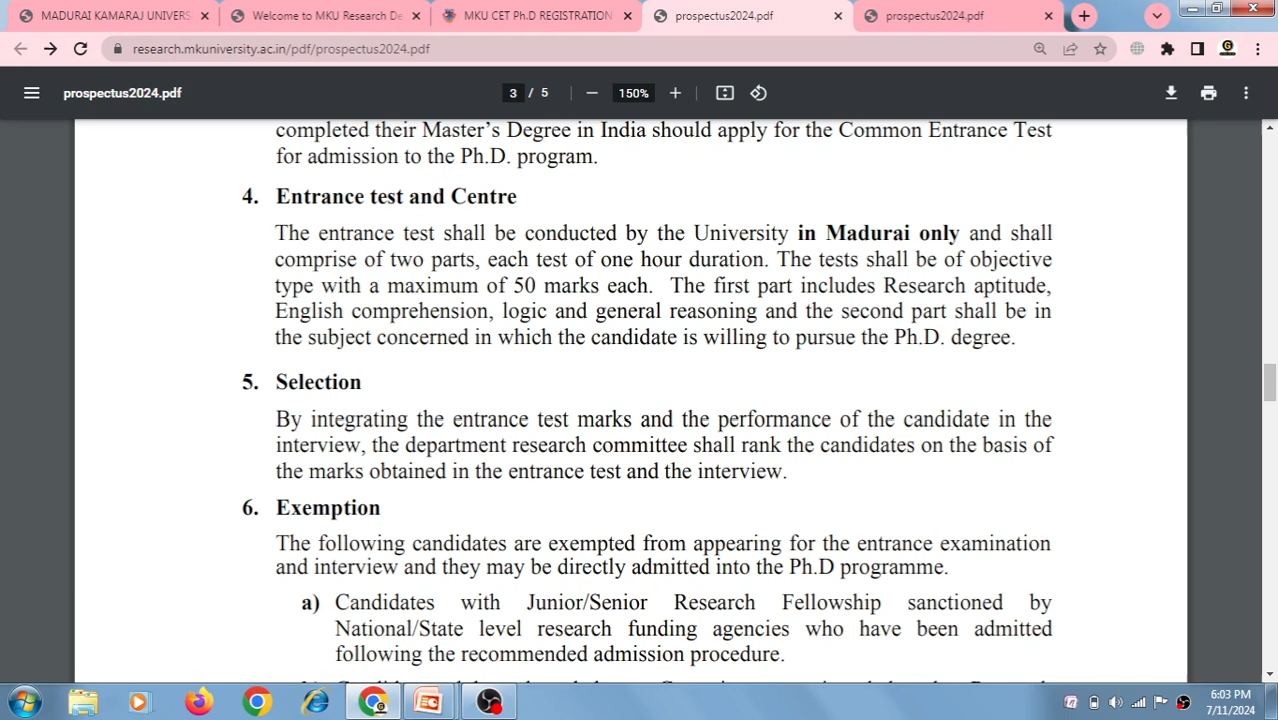 MADURAI KAMARAJ UNIVERS
Welcome to MKU Research De
MKU CET Ph.D REGISTRATION
prospectus2024.pdf
prospectus2024.pdf
research.mkuniversity.ac.in/pdf/prospectus2024.pdf
prospectus2024.pdf
3 / 5
150%
completed their Master’s Degree in India should apply for the Common Entrance Test
for admission to the Ph.D. program.
4. Entrance test and Centre
The entrance test shall be conducted by the University in Madurai only and shall
comprise of two parts, each test of one hour duration. The tests shall be of objective
type with a maximum of 50 marks each. The first part includes Research aptitude,
English comprehension, logic and general reasoning and the second part shall be in
the subject concerned in which the candidate is willing to pursue the Ph.D. degree.
5. Selection
By integrating the entrance test marks and the performance of the candidate in the
interview, the department research committee shall rank the candidates on the basis of
the marks obtained in the entrance test and the interview.
6. Exemption
The following candidates are exempted from appearing for the entrance examination
and interview and they may be directly admitted into the Ph.D programme.
a) Candidates with Junior/Senior Research Fellowship sanctioned by
National/State level research funding agencies who have been admitted
following the recommended admission procedure.
6:03 PM
7/11/2024